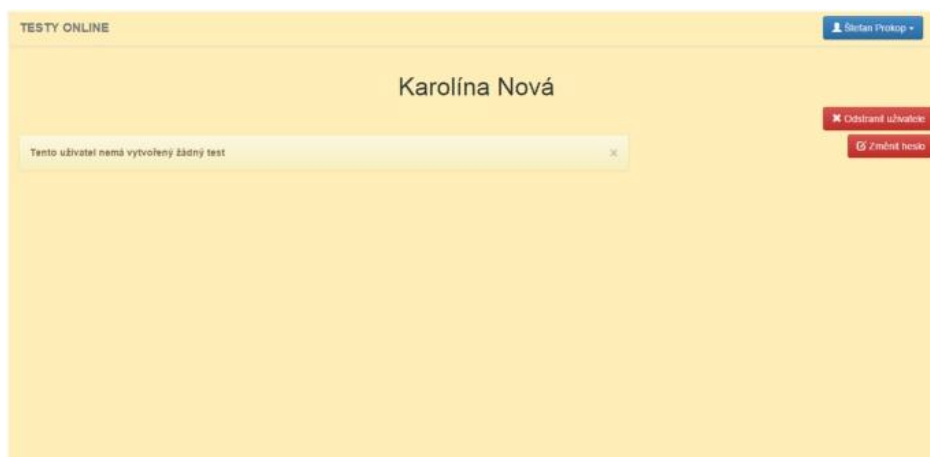 TESTY ONLINE
Štefan Prokop
Karolína Nová
Odstranit uživatele
Tento uživatel nemá vytvořený žádný test
×
Změnit heslo